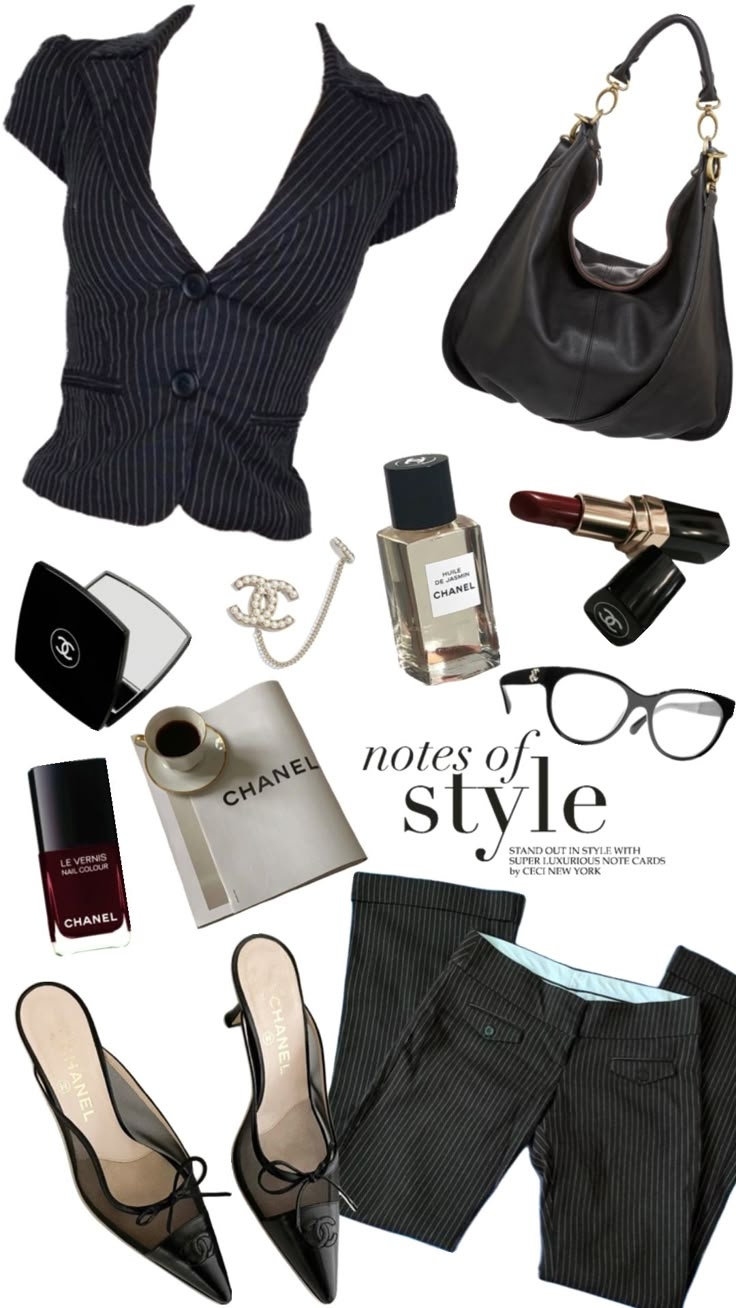 HUILE
DE JASMIN
CHANEL
CHANEL
notes of
style
STAND OUT IN STYLE WITH
SUPER LUXURIOUS NOTE CARDS
by CECI NEW YORK
LE VERNIS
NAIL COLOUR
CHANEL
CHANEL
CHANEL